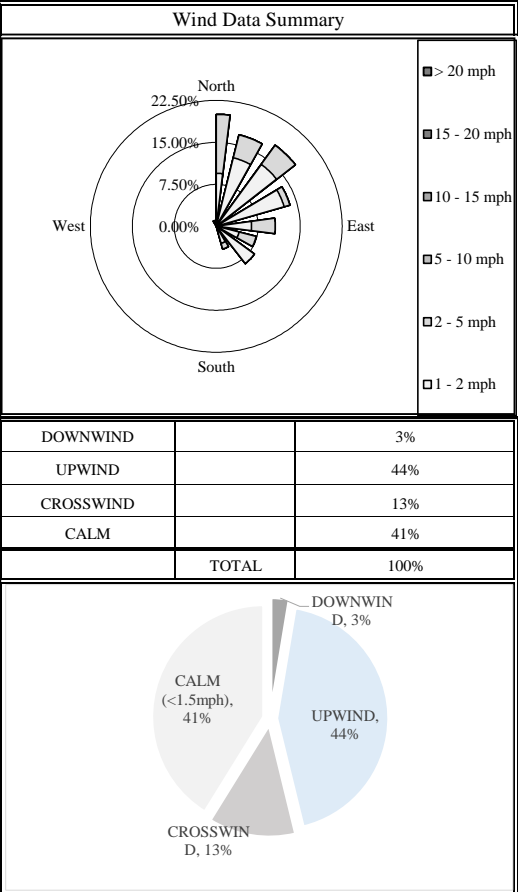 Wind Data Summary
North
22.50%
15.00%
7.50%
0.00%
West
East
South
> 20 mph
15 - 20 mph
10 - 15 mph
5 - 10 mph
2 - 5 mph
1 - 2 mph
DOWNWIND 3%
UPWIND 44%
CROSSWIND 13%
CALM 41%
TOTAL 100%
DOWNWIN
D, 3%
CALM
(<1.5mph),
41%
UPWIND,
44%
CROSSWIN
D, 13%